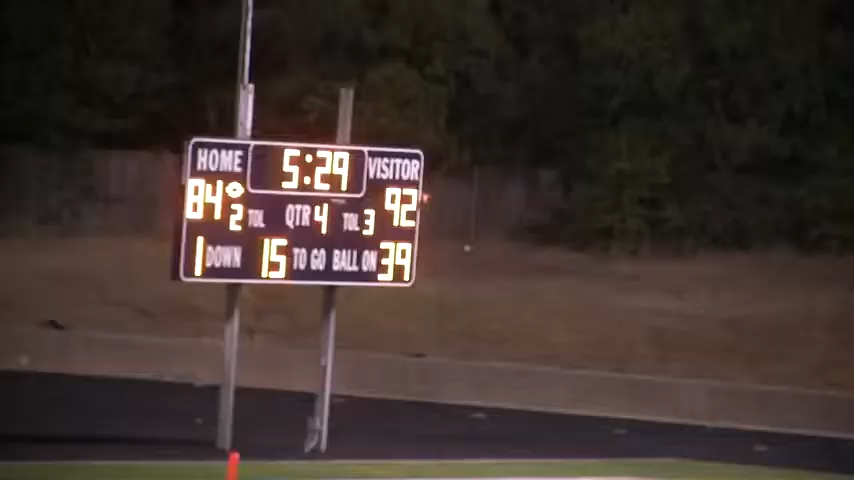 HOME 5:29 VISITOR
84 92
2 TOL QTR 4 TOL 3
1 DOWN 15 TO GO BALL ON 39